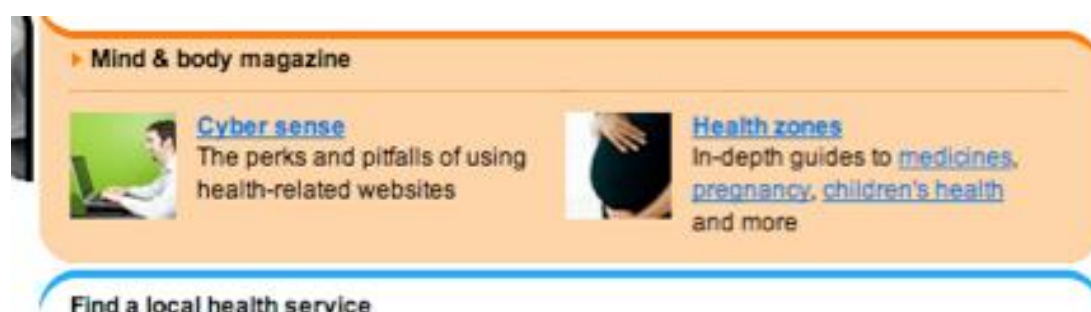 Mind & body magazine
Cyber sense
The perks and pitfalls of using
health-related websites
Health zones
In-depth guides to medicines,
pregnancy, children's health
and more
Find a local health service